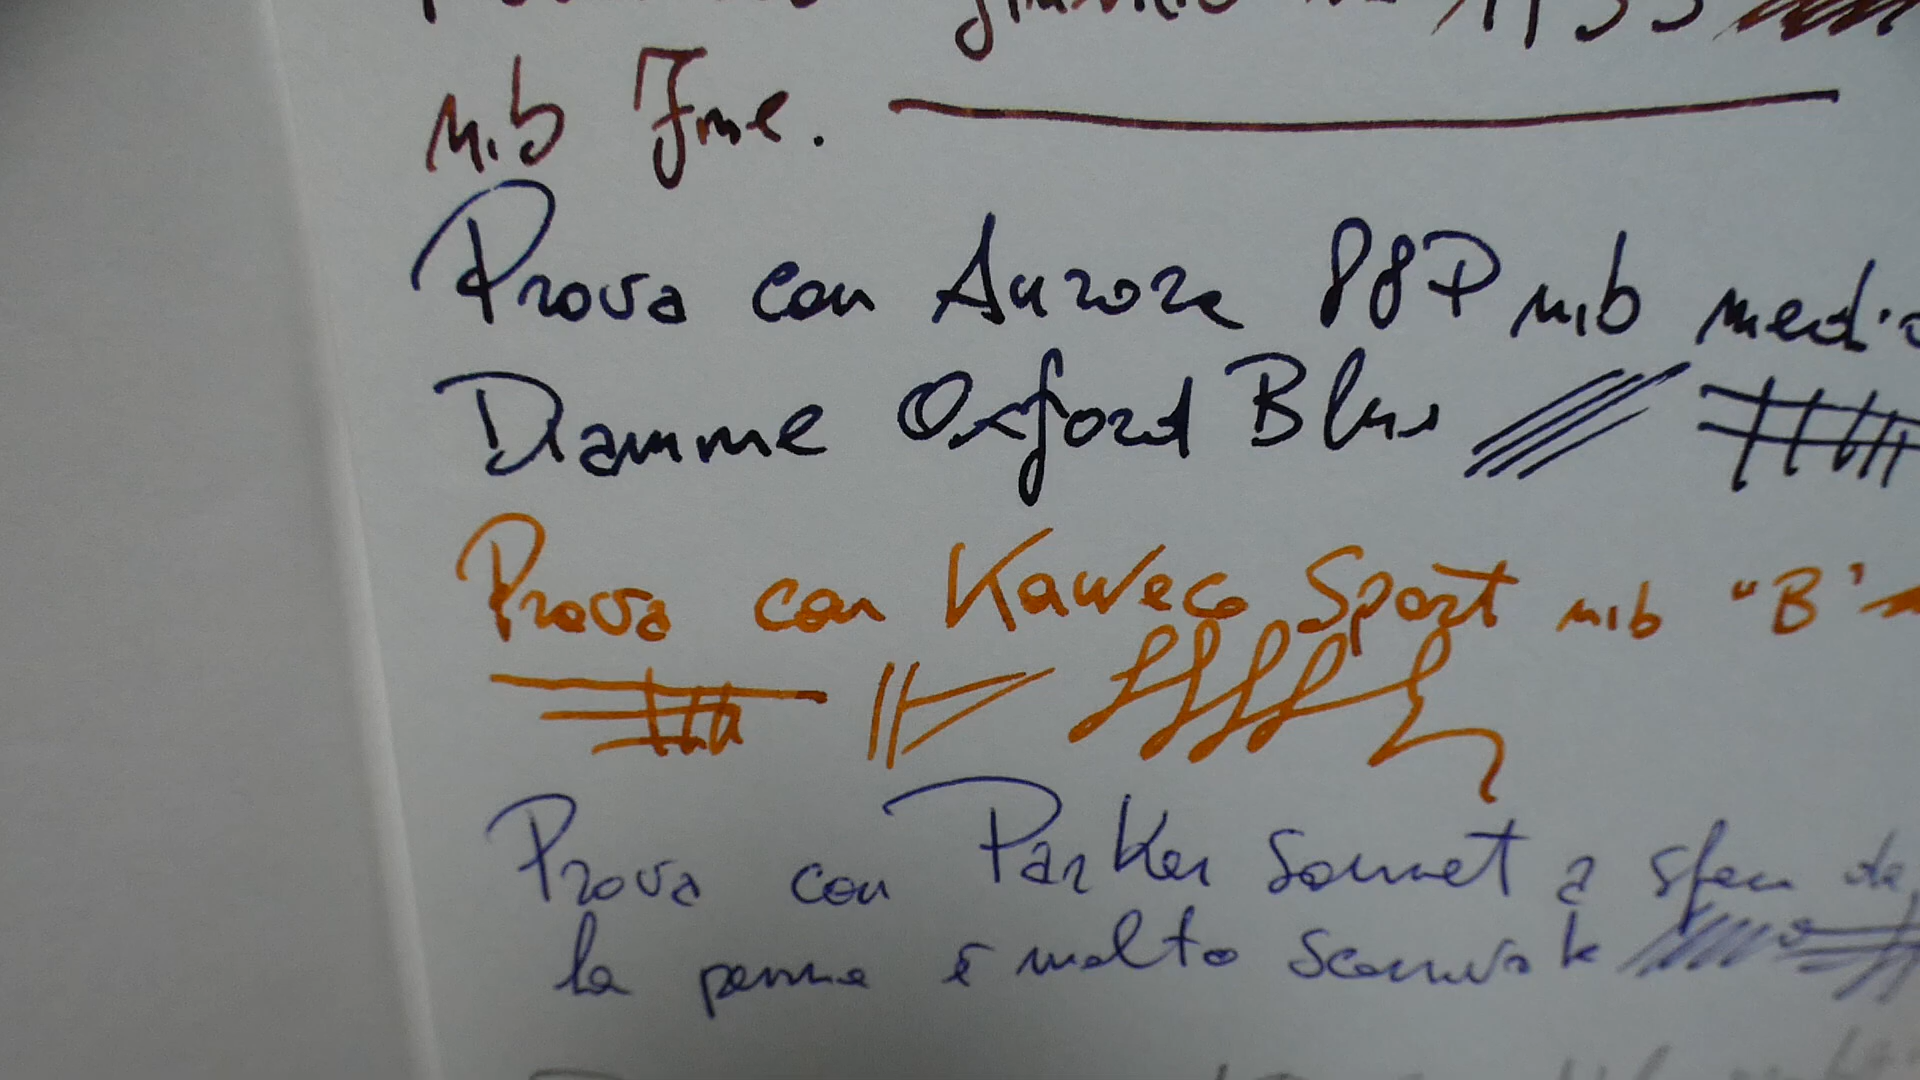 nib fine.
Prova con Aurora 88P nib medio
Diamine Oxford Blue
Prova con Kaweco Sport nib "B"
Prova con Parker Sonnet a sfera
la penna è molto